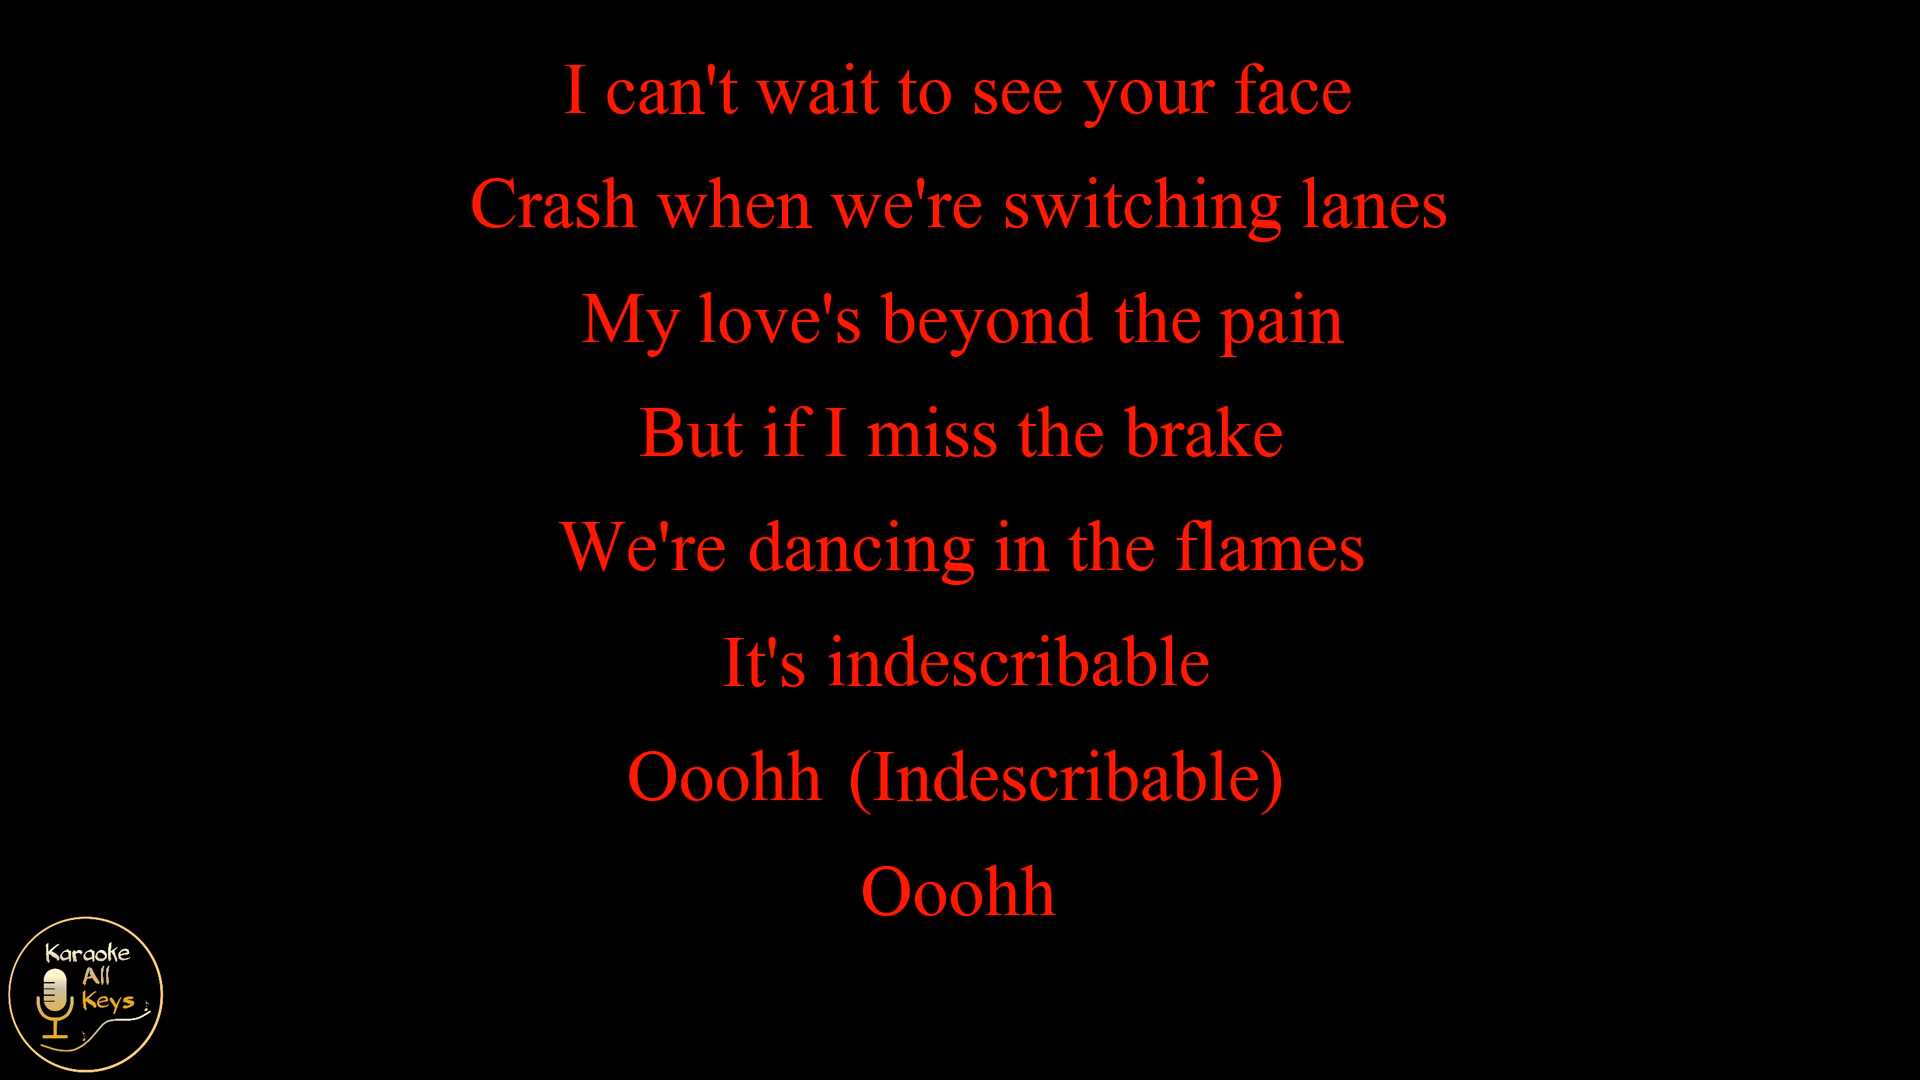 I can't wait to see your face
Crash when we're switching lanes
My love's beyond the pain
But if I miss the brake
We're dancing in the flames
It's indescribable
Ooohh (Indescribable)
Ooohh
Karaoke
All
Keys